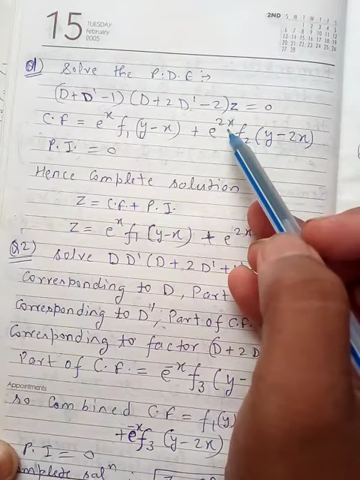 15 TUESDAY
February
2005
2ND
Q1) Solve the P.D.E :→
(D+D'-1) (D+2D'-2)z = 0
C.F = e^x f₁(y-x) + e^2x f₂(y-2x)
P.I. = 0
Hence Complete solution
Z = C.F + P.I.
Z = e^x f₁(y-x) + e^2x
Q2) Solve DD'(D+2D'+
Corresponding to D, Part
Corresponding to D', Part of C.F.
Corresponding to factor (D+2D
Part of C.F. = e^-x f₃(y-
Appointments
So Combined C.F = f₁(y)
+e^-x f₃(y-2x)
P.I = 0